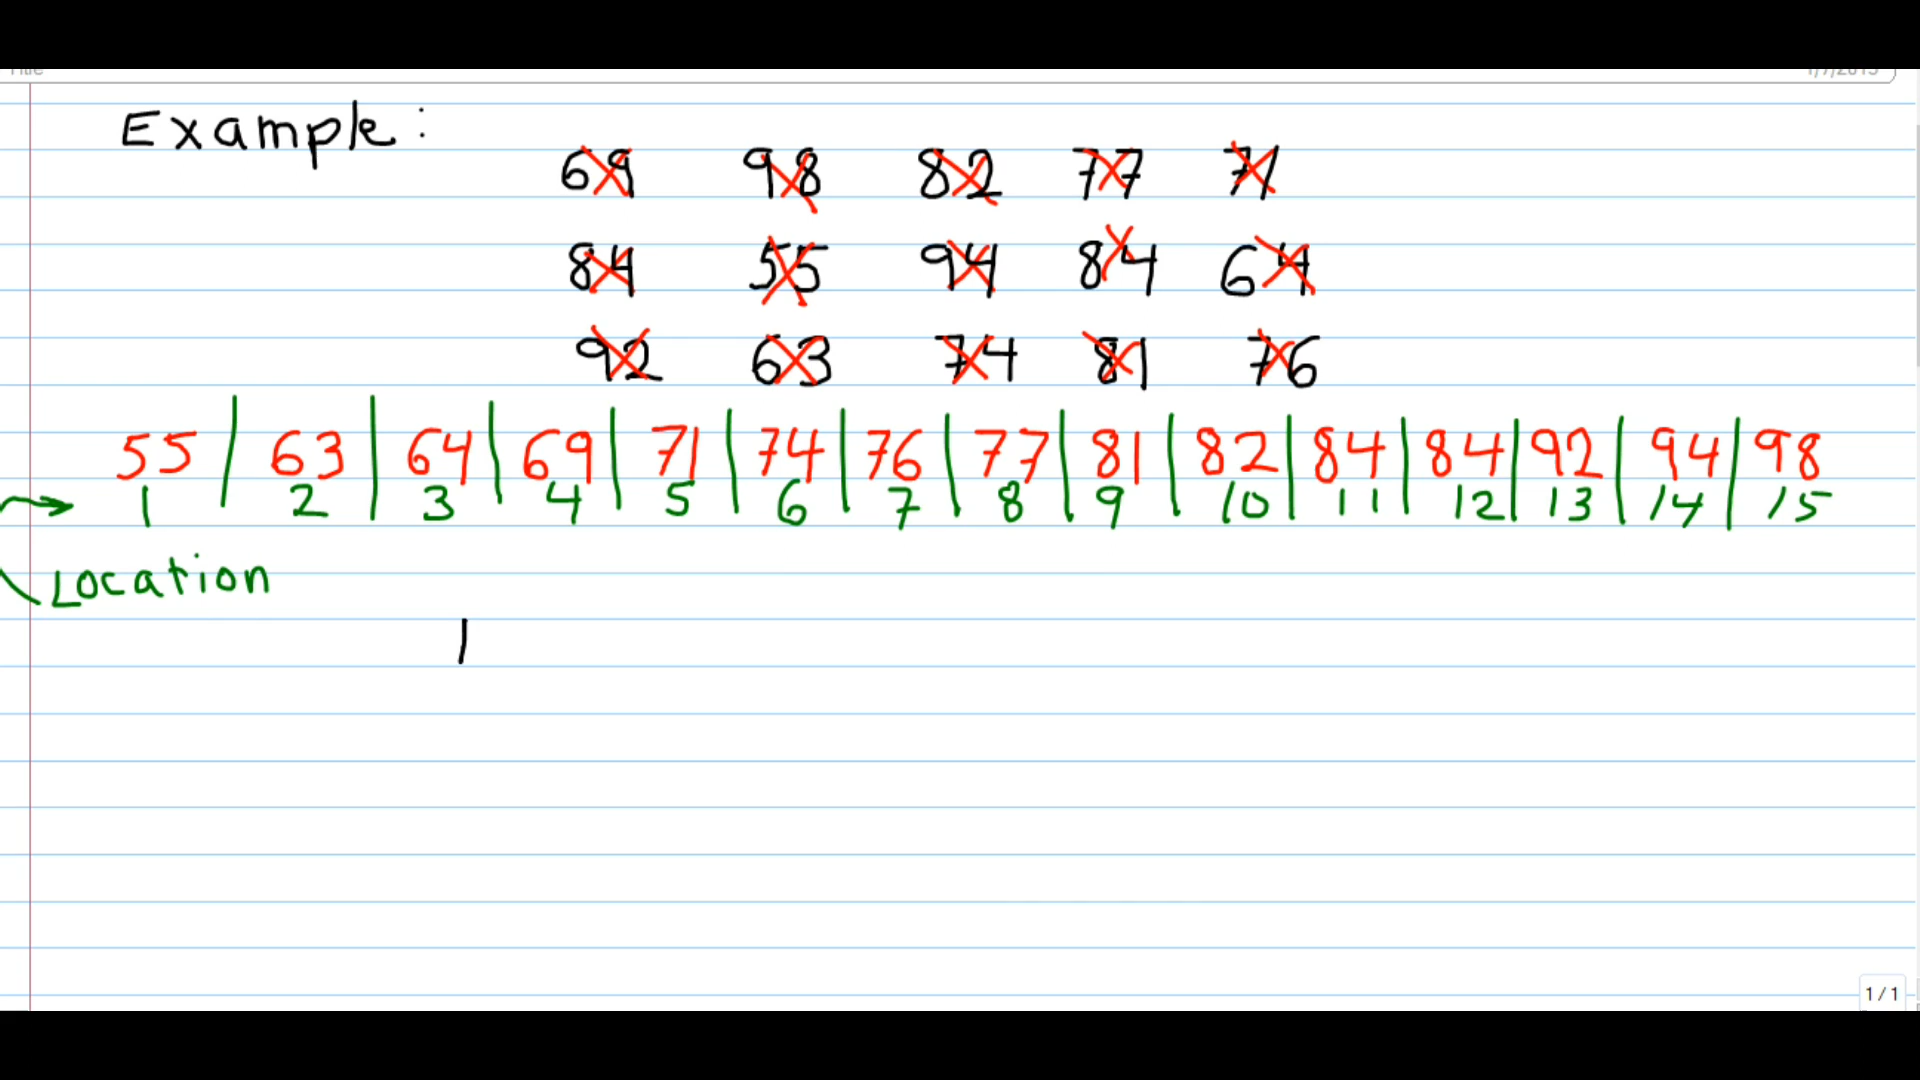 Example:
69 98 82 77 71
84 55 94 84 64
92 63 74 81 76
55 | 63 | 64 | 69 | 71 | 74 | 76 | 77 | 81 | 82 | 84 | 84 | 92 | 94 | 98
1 2 3 4 5 6 7 8 9 10 11 12 13 14 15
Location
1/1